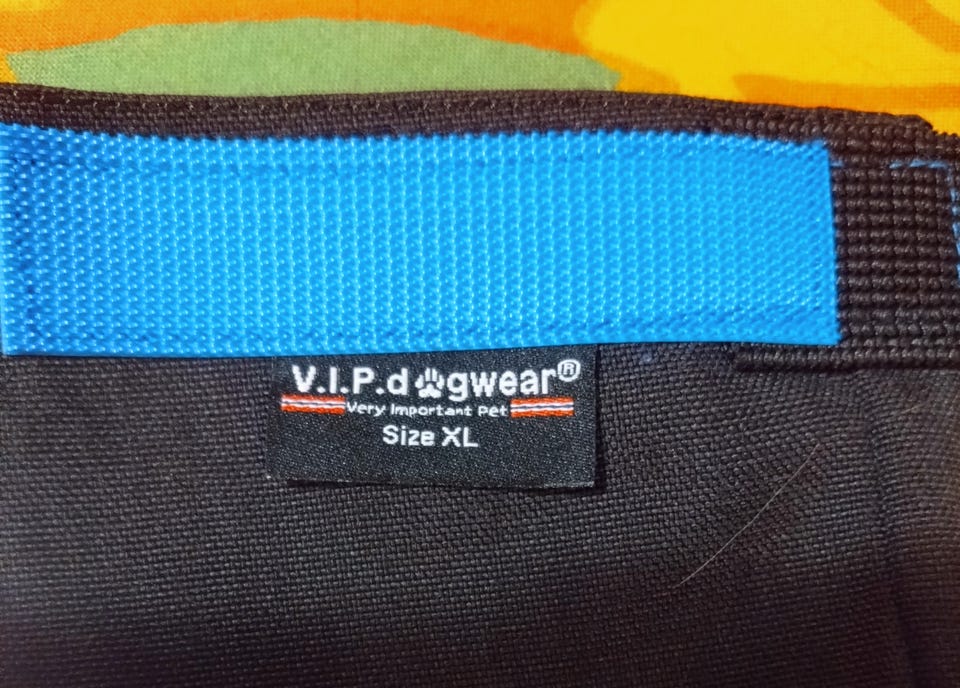 V.I.P.dogwear®
Very Important Pet
Size XL